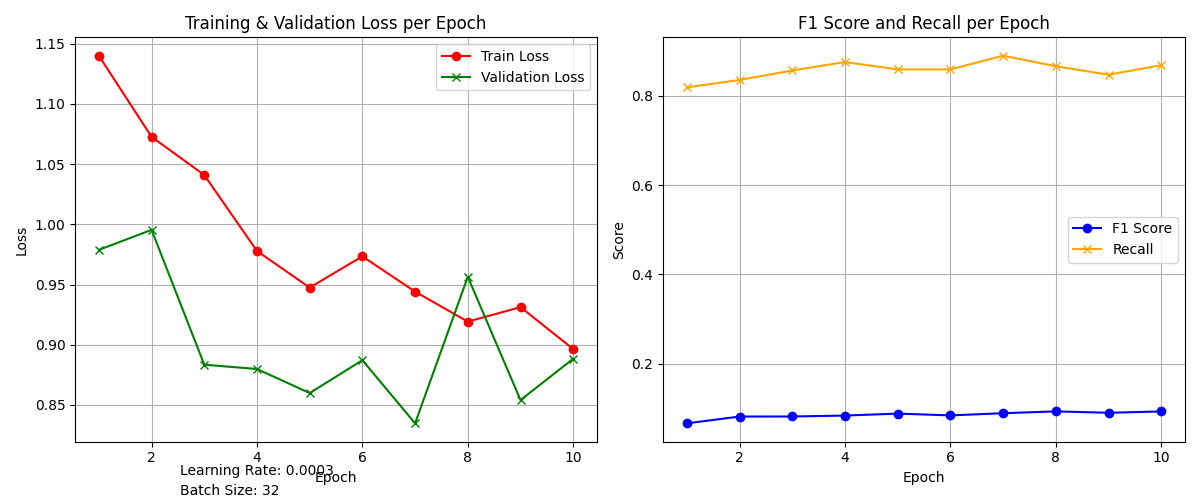 Training & Validation Loss per Epoch
1.15
1.10
1.05
1.00
0.95
0.90
0.85
Loss
Train Loss
Validation Loss
2 4 6 8 10
Epoch
Learning Rate: 0.0003
Batch Size: 32
F1 Score and Recall per Epoch
0.8
0.6
0.4
0.2
Score
F1 Score
Recall
2 4 6 8 10
Epoch